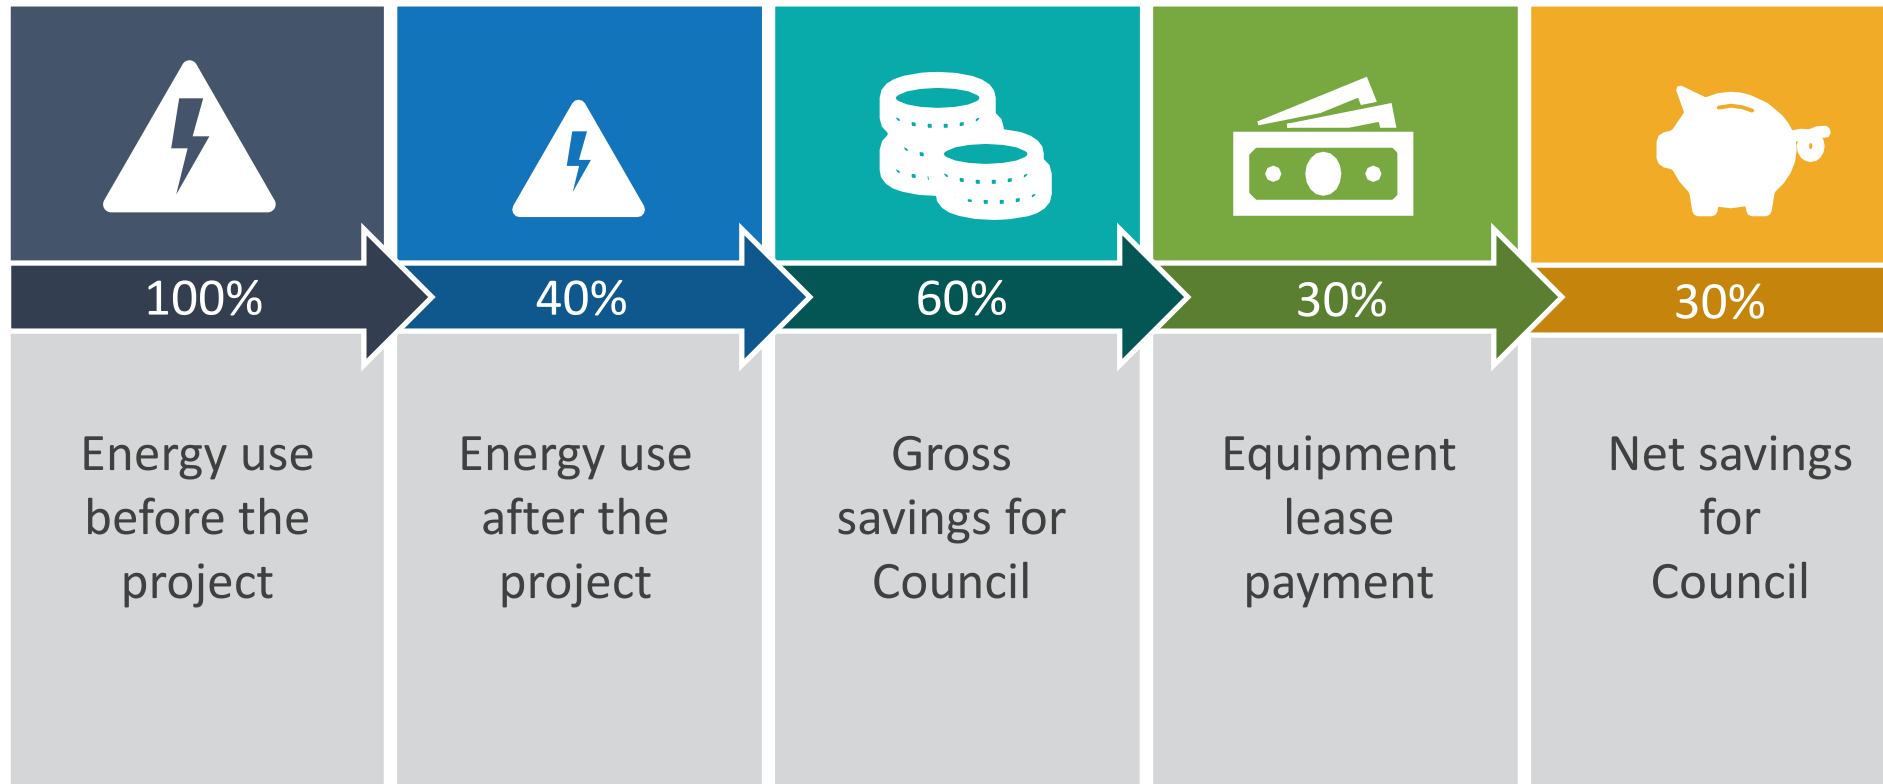 100%
Energy use
before the
project
40%
Energy use
after the
project
60%
Gross
savings for
Council
30%
Equipment
lease
payment
30%
Net savings
for
Council